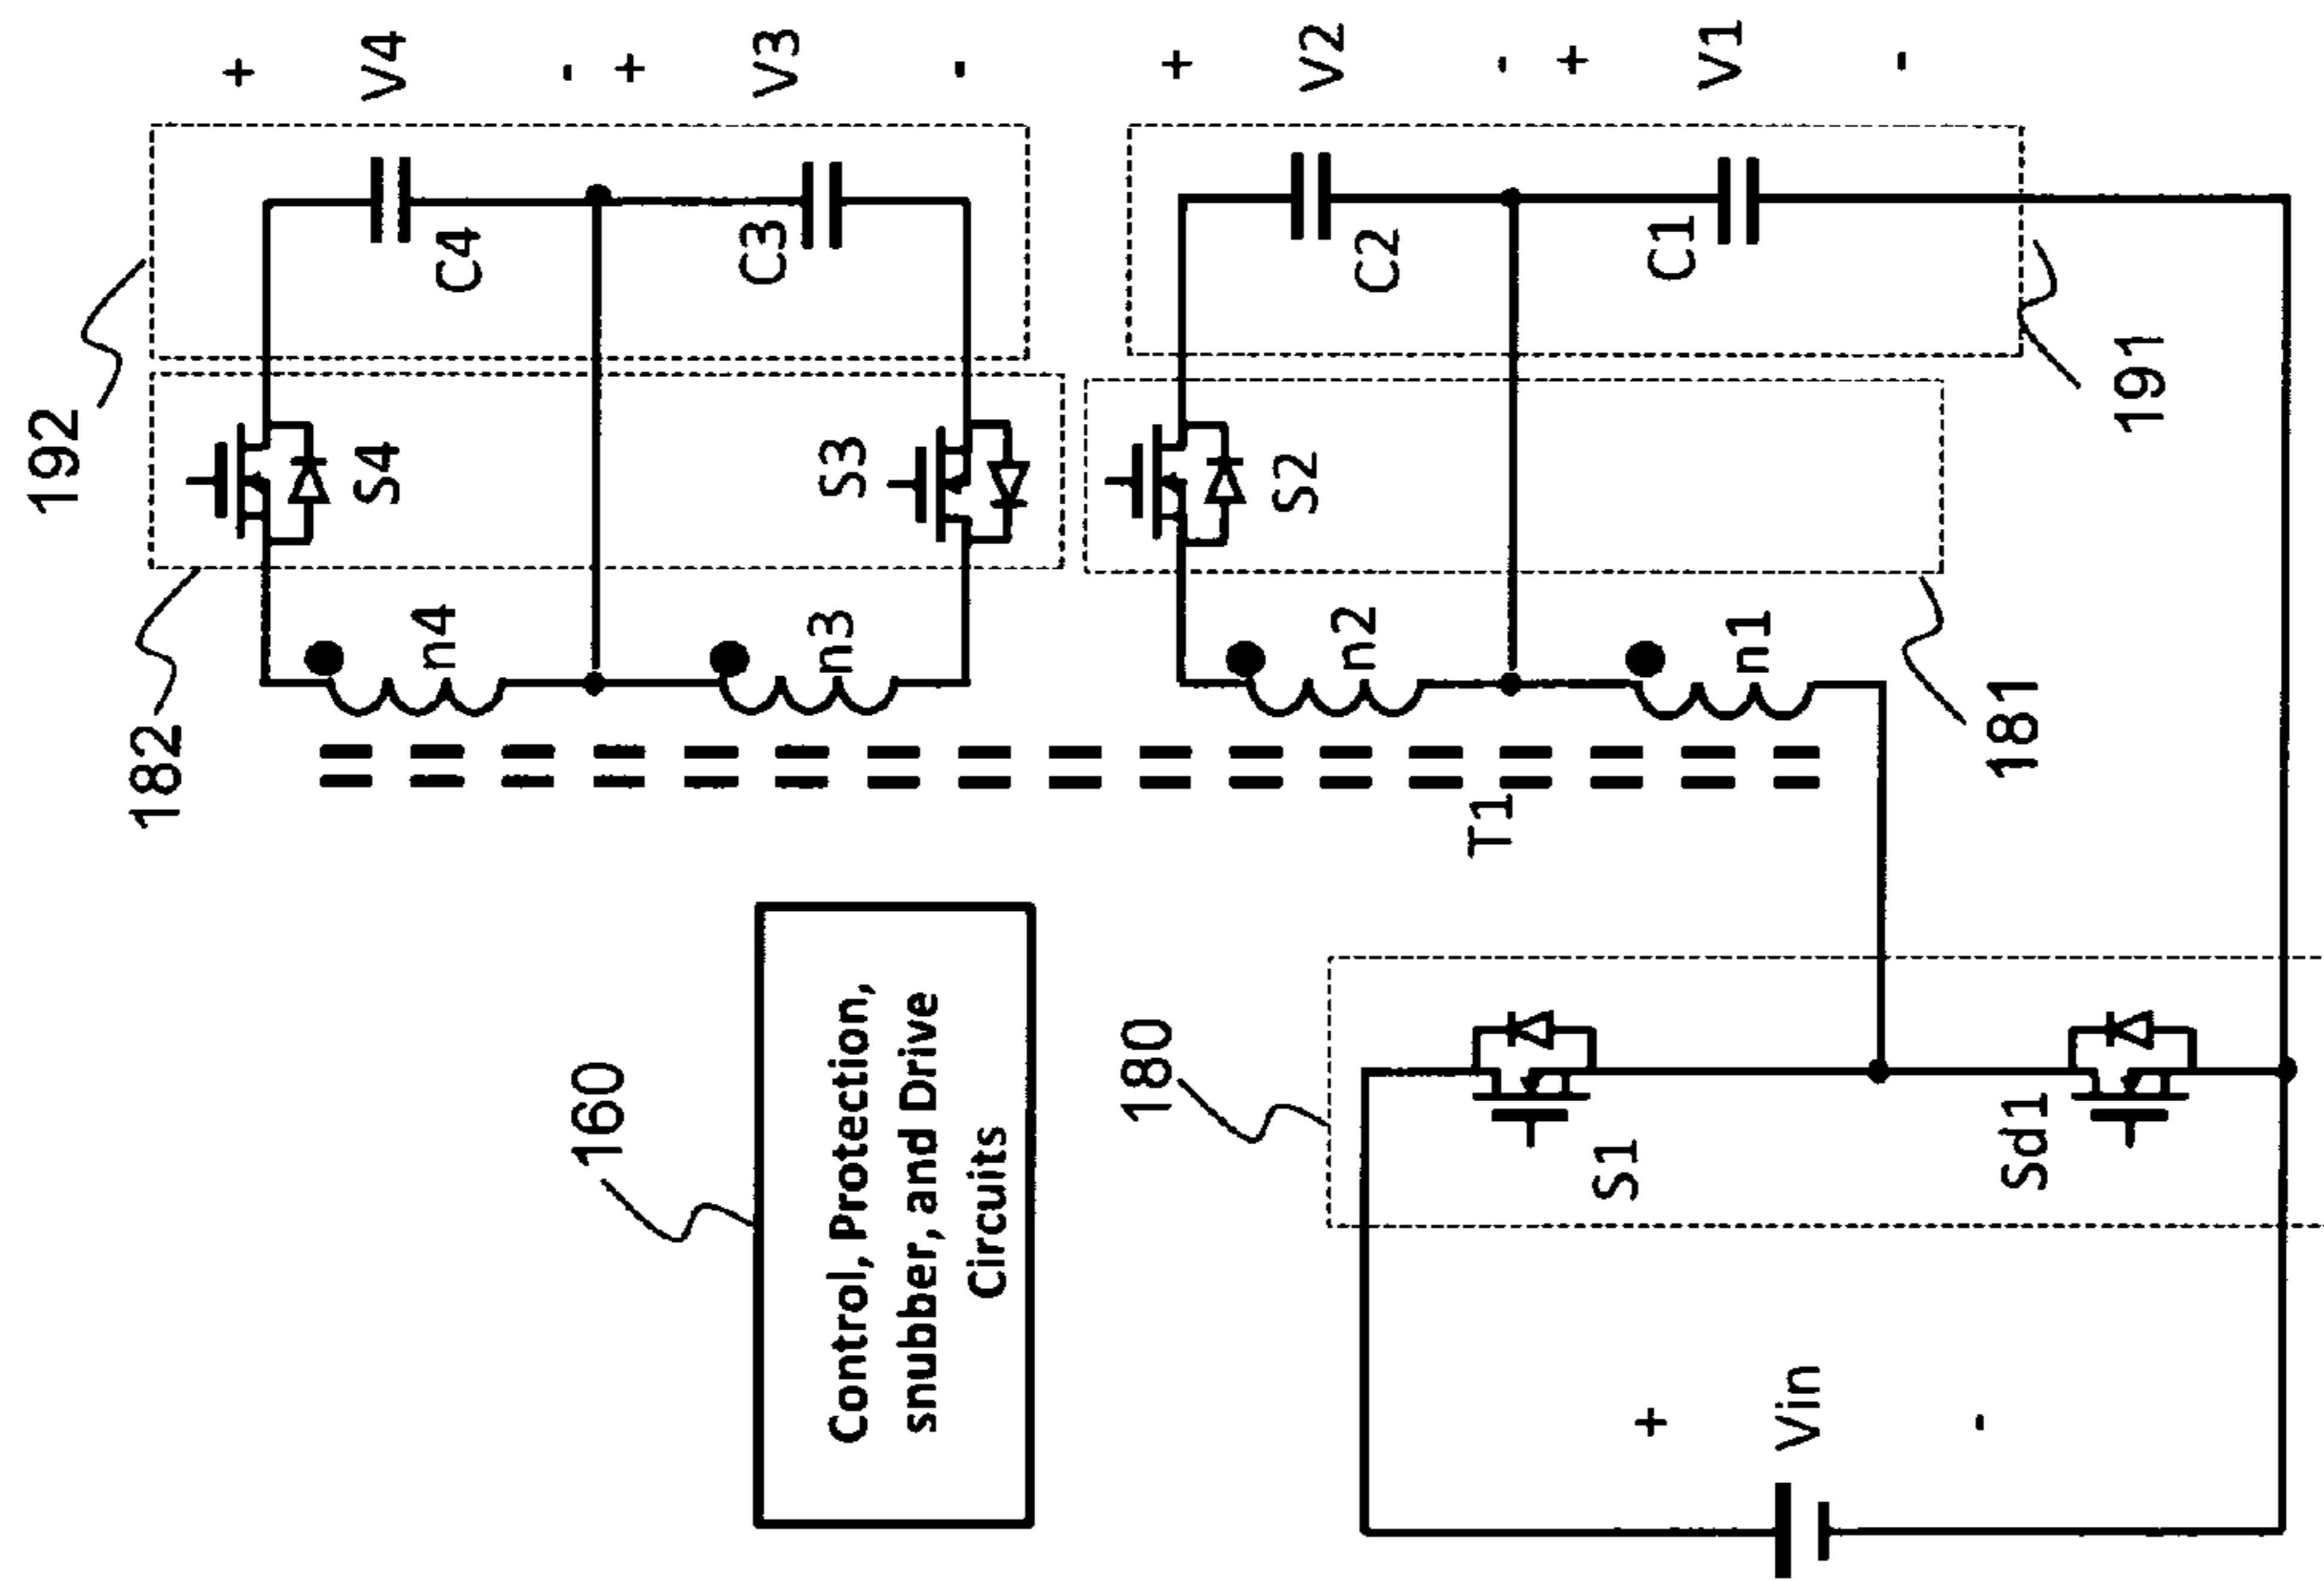 192
182
+
V4
-
+
V3
-
C4
C3
S4
S3
n4
n3
+
V2
-
+
V1
-
C2
C1
S2
n2
n1
191
181
T1
160
Control, Protection,
snubber, and Drive
Circuits
180
S1
Sd1
+
Vin
-